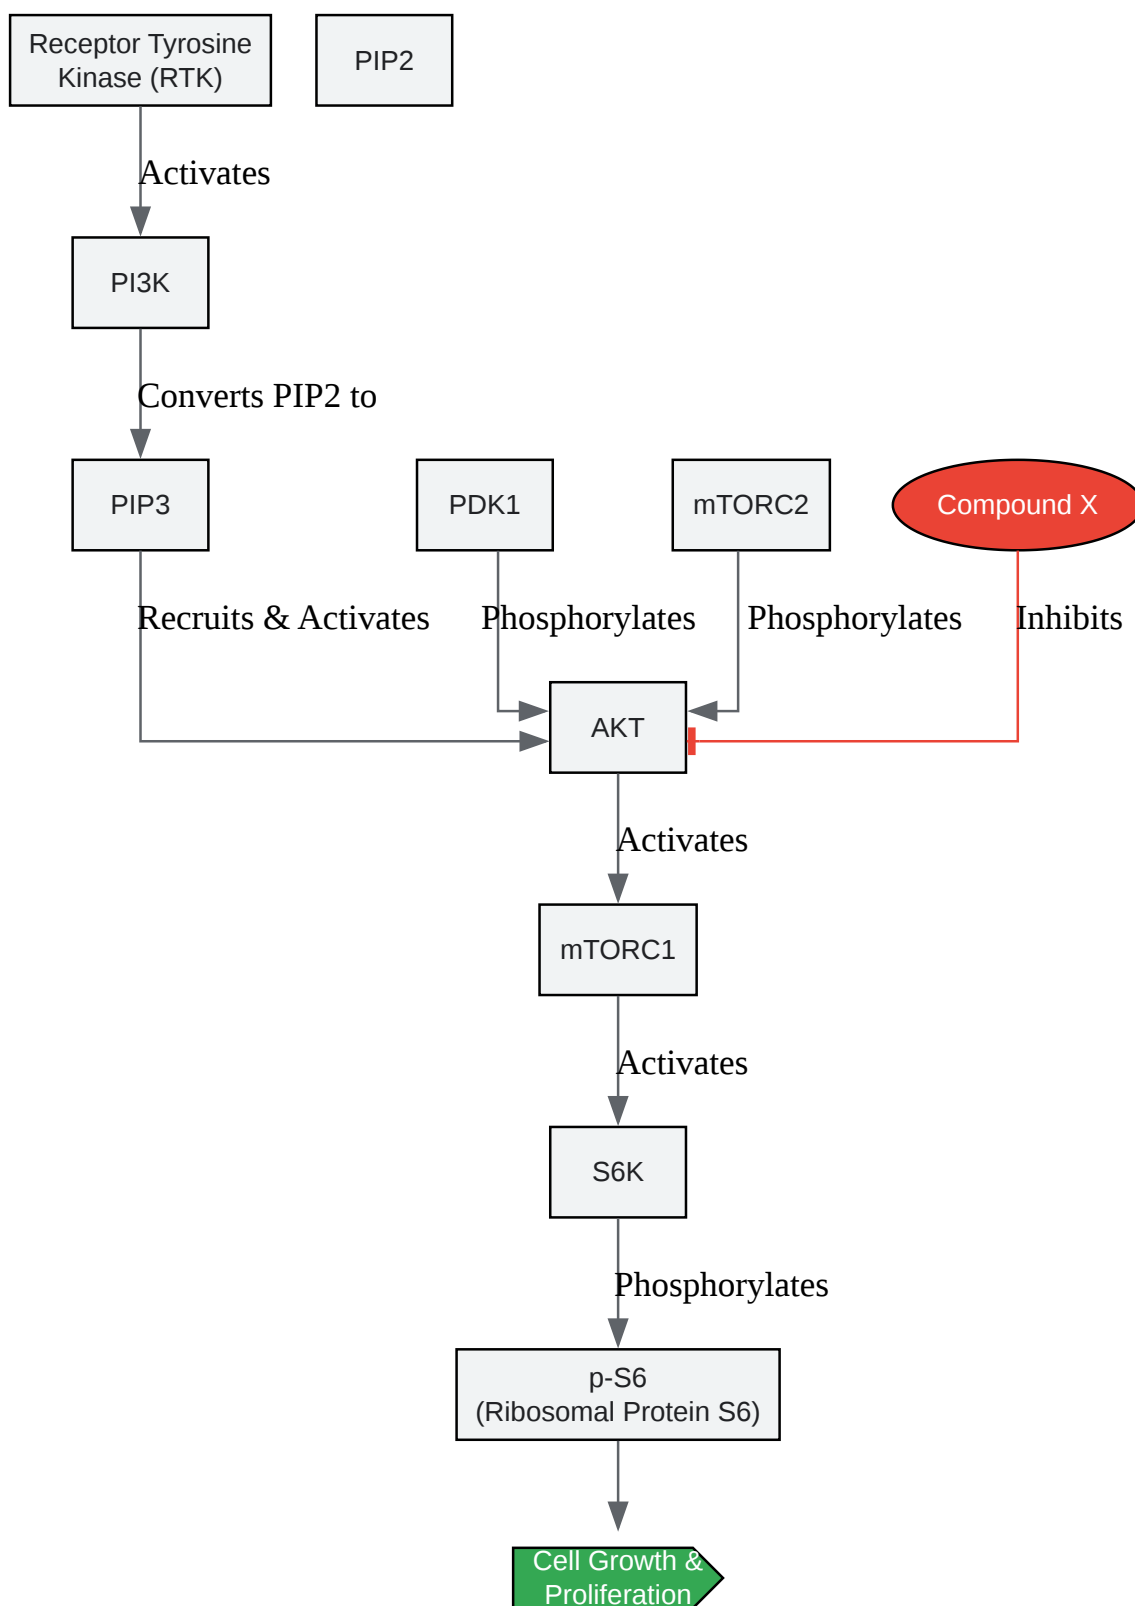 Receptor Tyrosine
Kinase (RTK)
PIP2
Activates
PI3K
Converts PIP2 to
PIP3
PDK1
mTORC2
Compound X
Recruits & Activates
Phosphorylates
Phosphorylates
Inhibits
AKT
Activates
mTORC1
Activates
S6K
Phosphorylates
p-S6
(Ribosomal Protein S6)
Cell Growth &
Proliferation